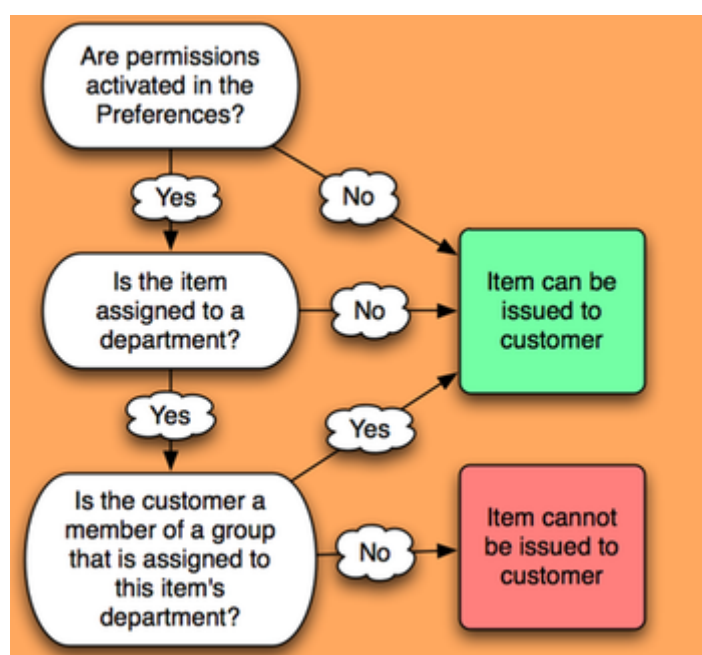 Are permissions
activated in the
Preferences?
Yes
No
Is the item
assigned to a
department?
No
Item can be
issued to
customer
Yes
Yes
Is the customer a
member of a group
that is assigned to
this item's
department?
No
Item cannot
be issued to
customer